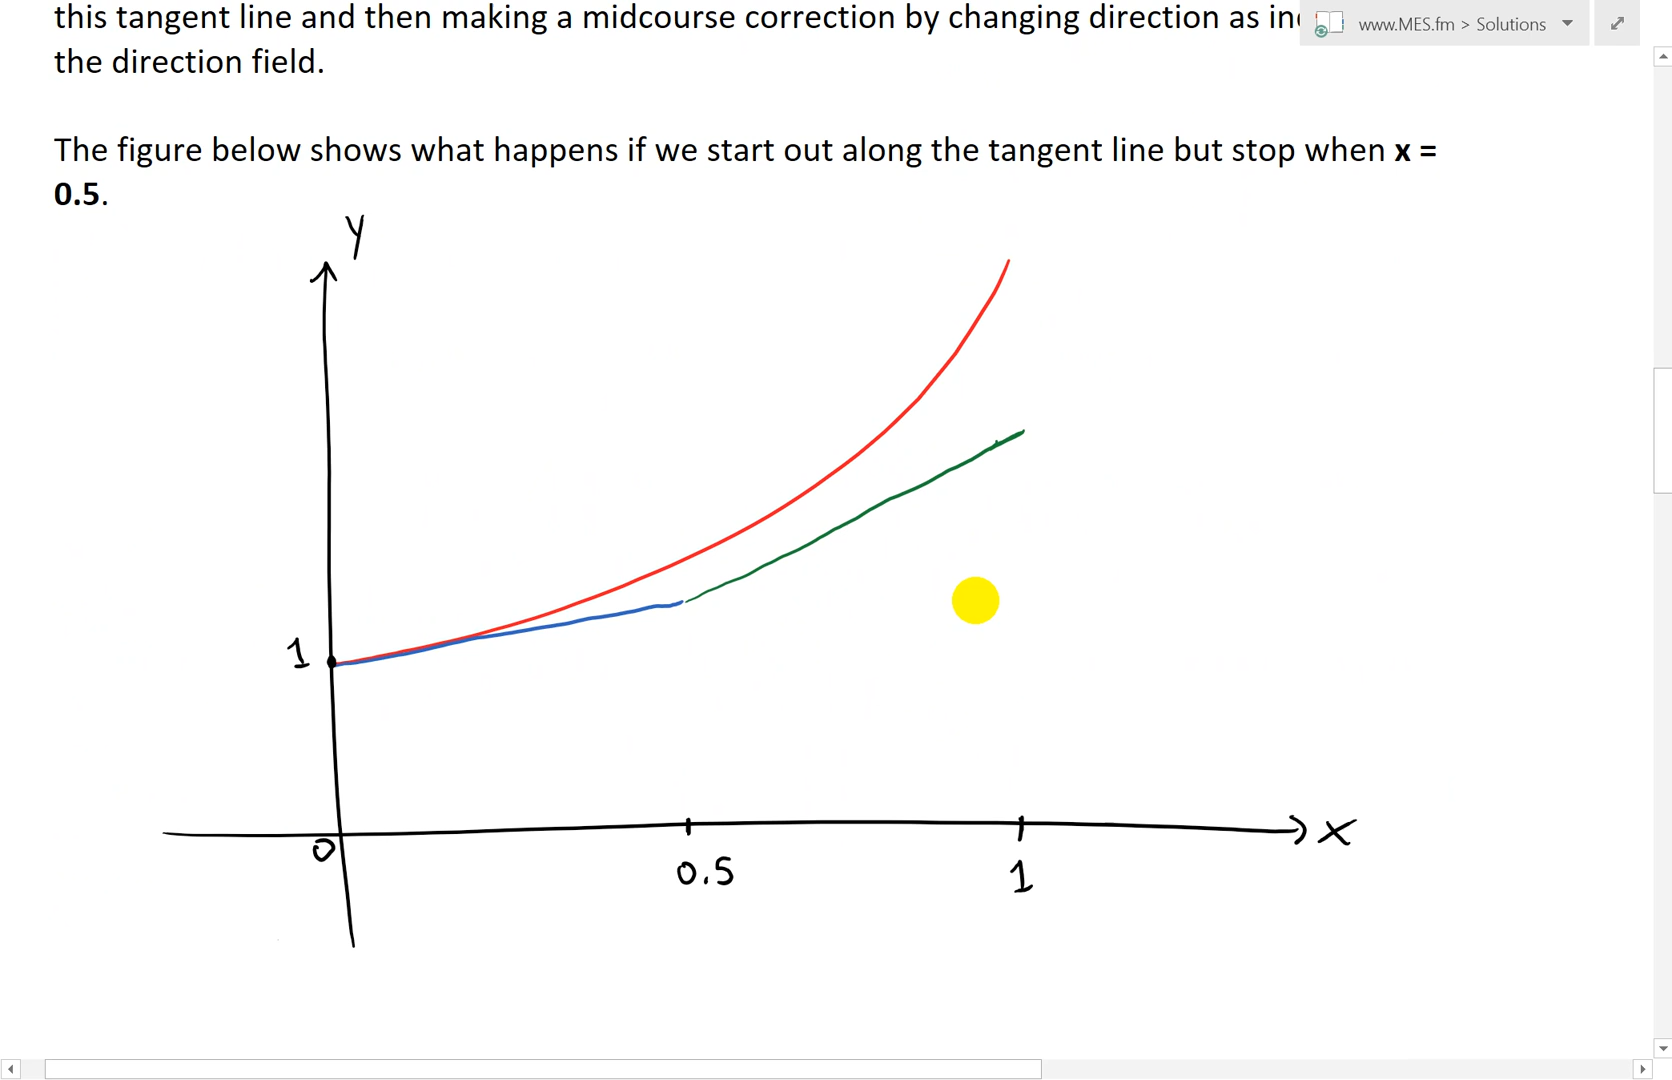 this tangent line and then making a midcourse correction by changing direction as
www.MES.fm > Solutions
the direction field.
The figure below shows what happens if we start out along the tangent line but stop when x =
0.5.
y
1
0
0.5
1
x